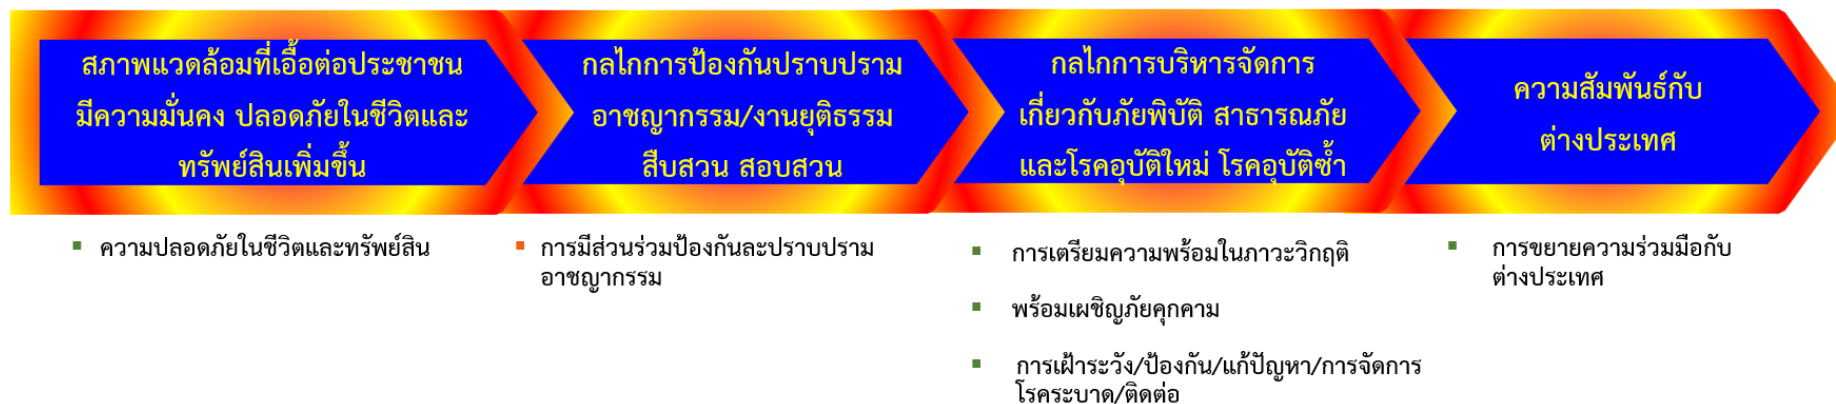 สภาพแวดล้อมที่เอื้อต่อประชาชน
มีความมั่นคง ปลอดภัยในชีวิตและ
ทรัพย์สินเพิ่มขึ้น
กลไกการป้องกันปราบปราม
อาชญากรรม/งานยุติธรรม
สืบสวน สอบสวน
กลไกการบริหารจัดการ
เกี่ยวกับภัยพิบัติ สาธารณภัย
และโรคอุบัติใหม่ โรคอุบัติซ้ำ
ความสัมพันธ์กับ
ต่างประเทศ
ความปลอดภัยในชีวิตและทรัพย์สิน
การมีส่วนร่วมป้องกันละปราบปราม
อาชญากรรม
การเตรียมความพร้อมในภาวะวิกฤติ
พร้อมเผชิญภัยคุกคาม
การเฝ้าระวัง/ป้องกัน/แก้ปัญหา/การจัดการ
โรคระบาด/ติดต่อ
การขยายความร่วมมือกับ
ต่างประเทศ